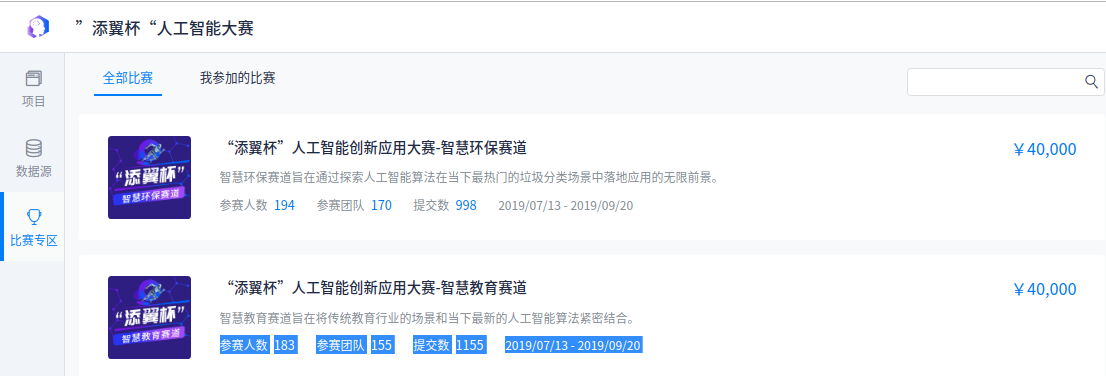 ”添翼杯“人工智能大赛
项目
数据源
比赛专区
全部比赛 我参加的比赛
“添翼杯”
智慧环保赛道
“添翼杯”人工智能创新应用大赛-智慧环保赛道
￥40,000
智慧环保赛道旨在通过探索人工智能算法在当下最热门的垃圾分类场景中落地应用的无限前景。
参赛人数 194 参赛团队 170 提交数 998 2019/07/13 - 2019/09/20
“添翼杯”
智慧教育赛道
“添翼杯”人工智能创新应用大赛-智慧教育赛道
￥40,000
智慧教育赛道旨在将传统教育行业的场景和当下最新的人工智能算法紧密结合。
参赛人数 183 参赛团队 155 提交数 1155 2019/07/13 - 2019/09/20